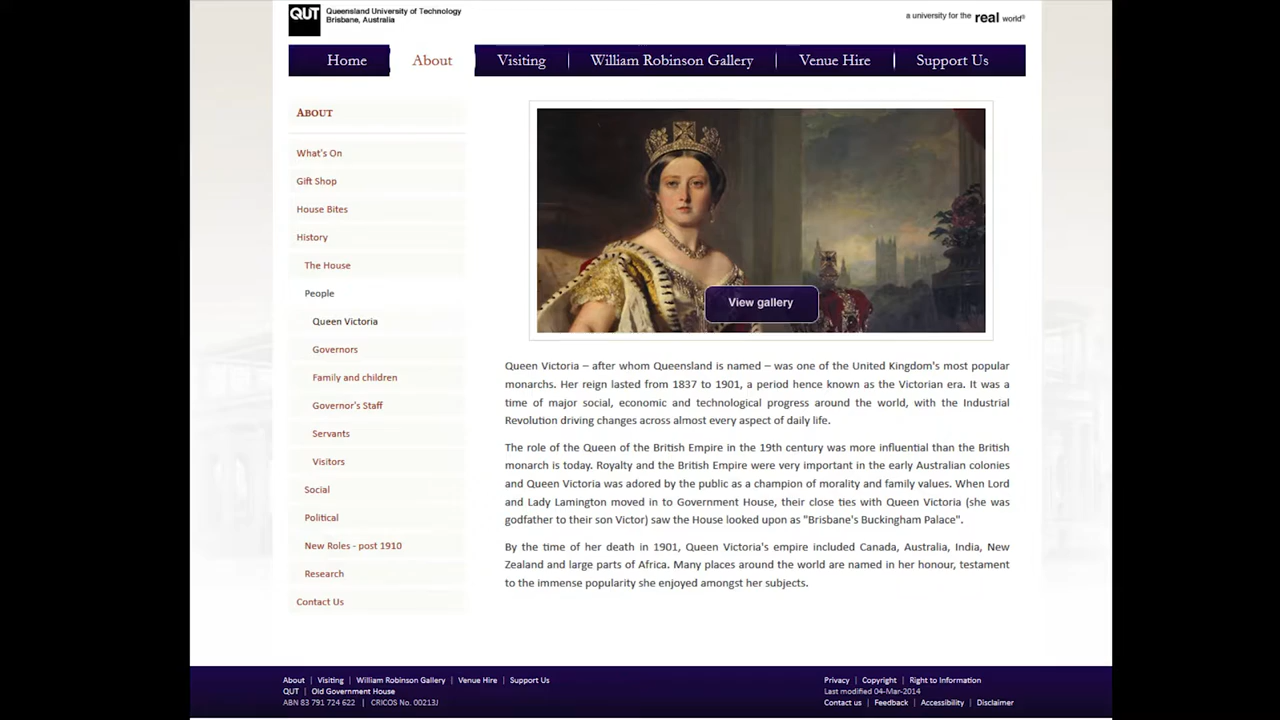 QUT
Queensland University of Technology
Brisbane, Australia
a university for the real world®
Home
About
Visiting
William Robinson Gallery
Venue Hire
Support Us
About
What's On
Gift Shop
House Bites
History
The House
People
Queen Victoria
Governors
Family and children
Governor's Staff
Servants
Visitors
Social
Political
New Roles - post 1910
Research
Contact Us
View gallery
Queen Victoria – after whom Queensland is named – was one of the United Kingdom's most popular
monarchs. Her reign lasted from 1837 to 1901, a period hence known as the Victorian era. It was a
time of major social, economic and technological progress around the world, with the Industrial
Revolution driving changes across almost every aspect of daily life.
The role of the Queen of the British Empire in the 19th century was more influential than the British
monarch is today. Royalty and the British Empire were very important in the early Australian colonies
and Queen Victoria was adored by the public as a champion of morality and family values. When Lord
and Lady Lamington moved in to Government House, their close ties with Queen Victoria (she was
godfather to their son Victor) saw the House looked upon as "Brisbane's Buckingham Palace".
By the time of her death in 1901, Queen Victoria's empire included Canada, Australia, India, New
Zealand and large parts of Africa. Many places around the world are named in her honour, testament
to the immense popularity she enjoyed amongst her subjects.
About | Visiting | William Robinson Gallery | Venue Hire | Support Us
QUT | Old Government House
ABN 83 791 724 622 | CRICOS No. 00213J
Privacy | Copyright | Right to Information
Last modified 04-Mar-2014
Contact us | Feedback | Accessibility | Disclaimer